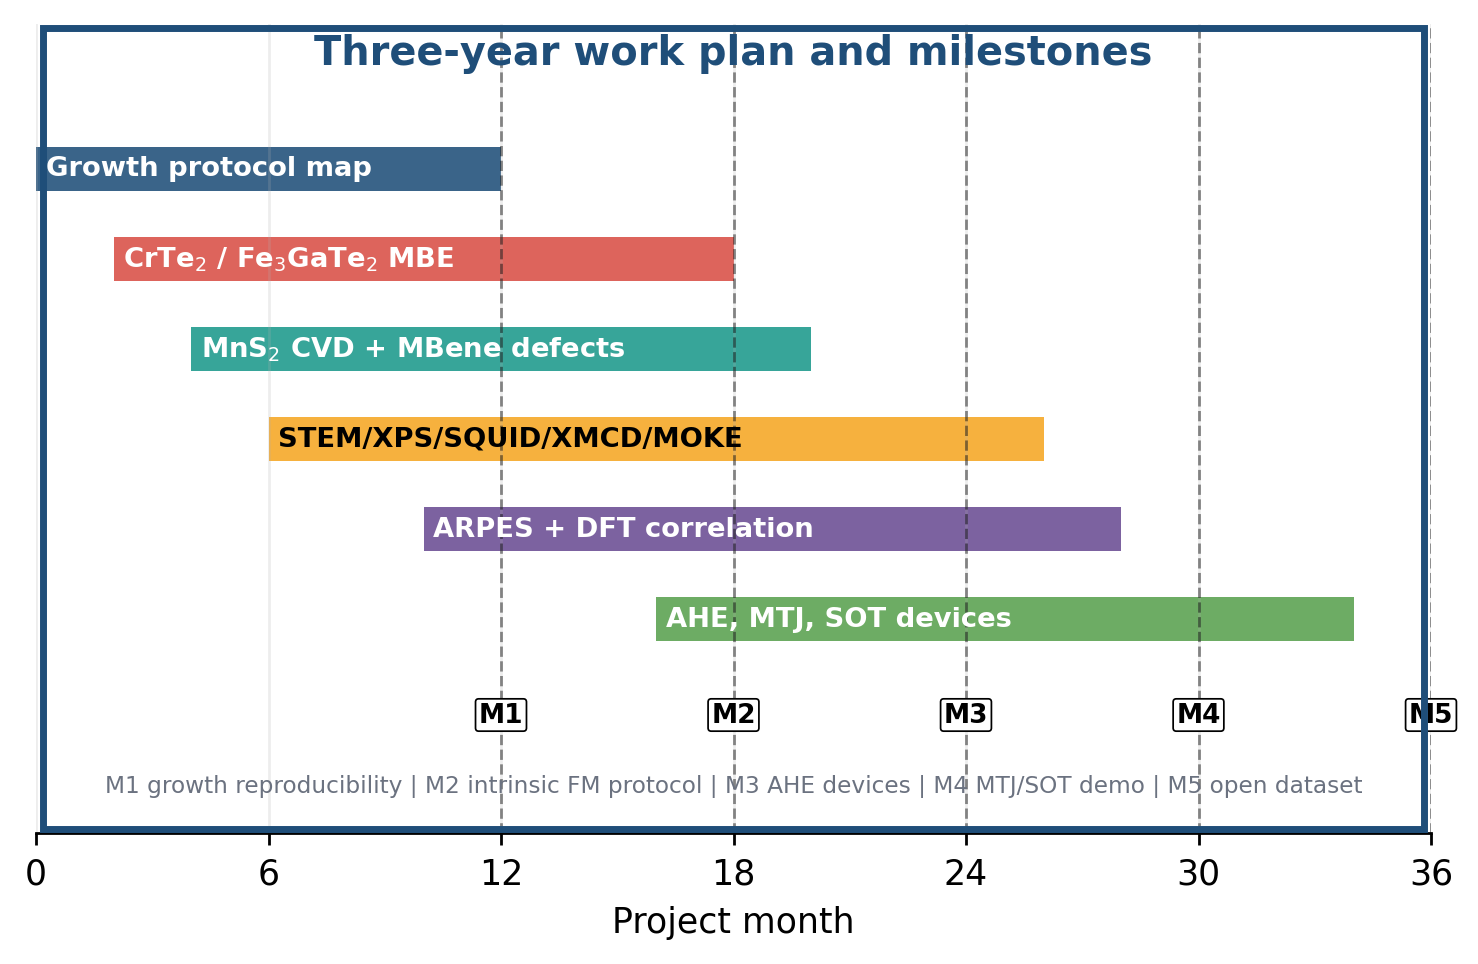 Three-year work plan and milestones
Growth protocol map
CrTe₂ / Fe₃GaTe₂ MBE
MnS₂ CVD + MBene defects
STEM/XPS/SQUID/XMCD/MOKE
ARPES + DFT correlation
AHE, MTJ, SOT devices
M1 M2 M3 M4 M5
M1 growth reproducibility | M2 intrinsic FM protocol | M3 AHE devices | M4 MTJ/SOT demo | M5 open dataset
0 6 12 18 24 30 36
Project month